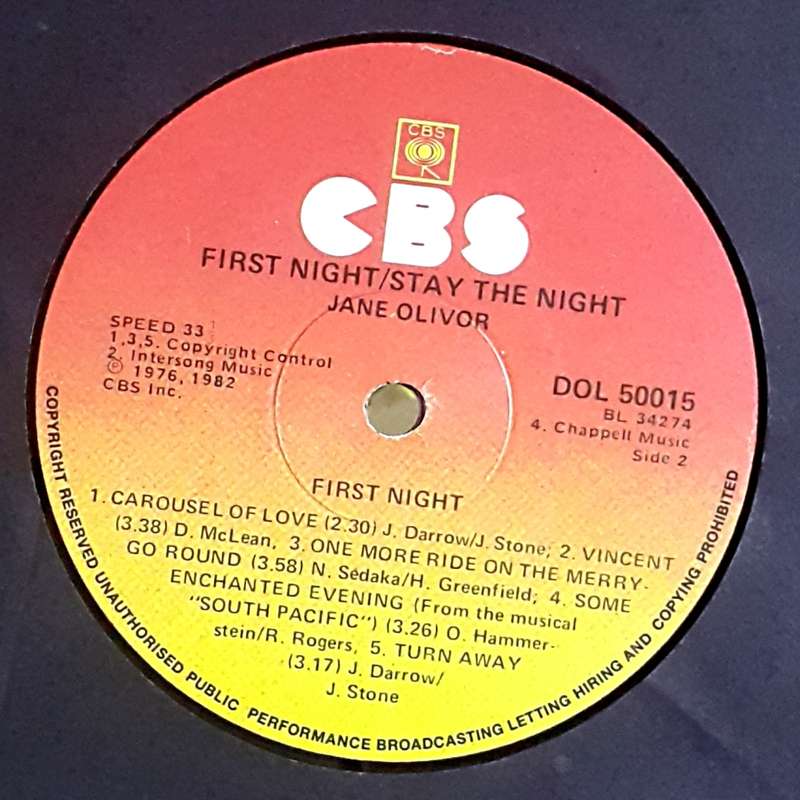 CBS
CBS
FIRST NIGHT/STAY THE NIGHT
JANE OLIVOR
SPEED 33
1,3,5. Copyright Control
2. Intersong Music
℗ 1976, 1982
CBS Inc.
DOL 50015
BL 34274
4. Chappell Music
Side 2
FIRST NIGHT
1. CAROUSEL OF LOVE (2.30) J. Darrow/J. Stone; 2. VINCENT
(3.38) D. McLean, 3. ONE MORE RIDE ON THE MERRY-
GO ROUND (3.58) N. Sedaka/H. Greenfield; 4. SOME
ENCHANTED EVENING (From the musical
"SOUTH PACIFIC") (3.26) O. Hammer-
stein/R. Rogers, 5. TURN AWAY
(3.17) J. Darrow/
J. Stone
COPYRIGHT RESERVED UNAUTHORISED PUBLIC PERFORMANCE BROADCASTING LETTING HIRING AND COPYING PROHIBITED